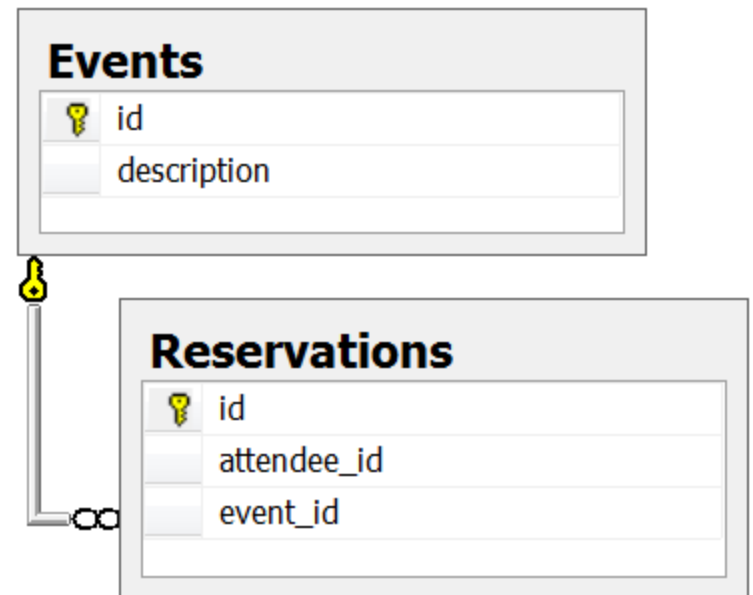 Events
id
description
Reservations
id
attendee_id
event_id